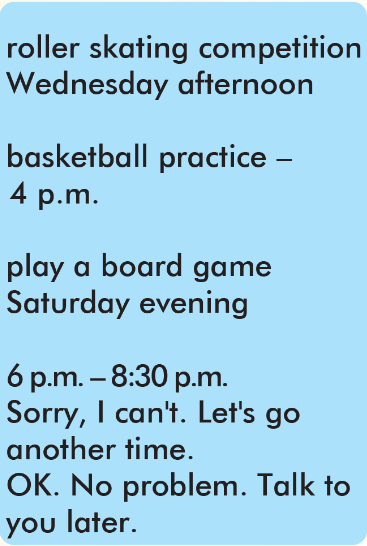 roller skating competition
Wednesday afternoon
basketball practice –
4 p.m.
play a board game
Saturday evening
6 p.m. – 8:30 p.m.
Sorry, I can't. Let's go
another time.
OK. No problem. Talk to
you later.